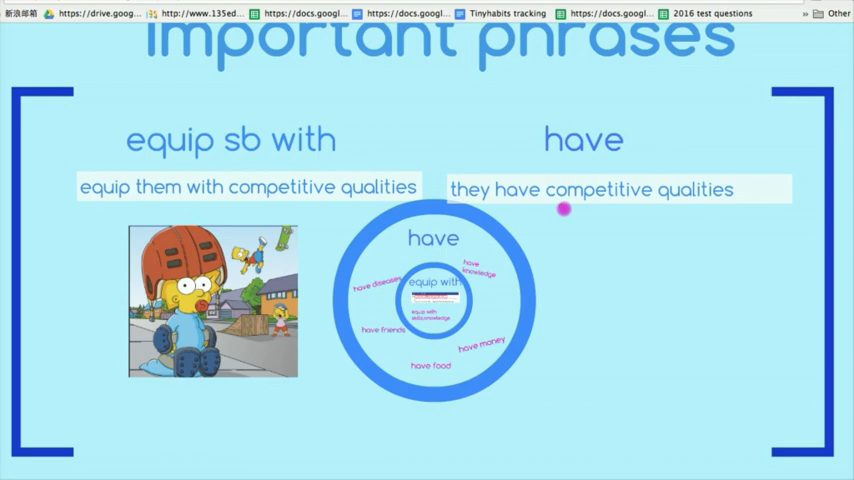 新浪邮箱 https://drive.goog... http://www.135ed... https://docs.googl... https://docs.googl... https://docs.googl... Tinyhabits tracking https://docs.googl... 2016 test questions » Other
important phrases
equip sb with
have
equip them with competitive qualities
they have competitive qualities
have
have knowledge
have diseases
equip with
equip with
skills,knowledge
have friends
have money
have food